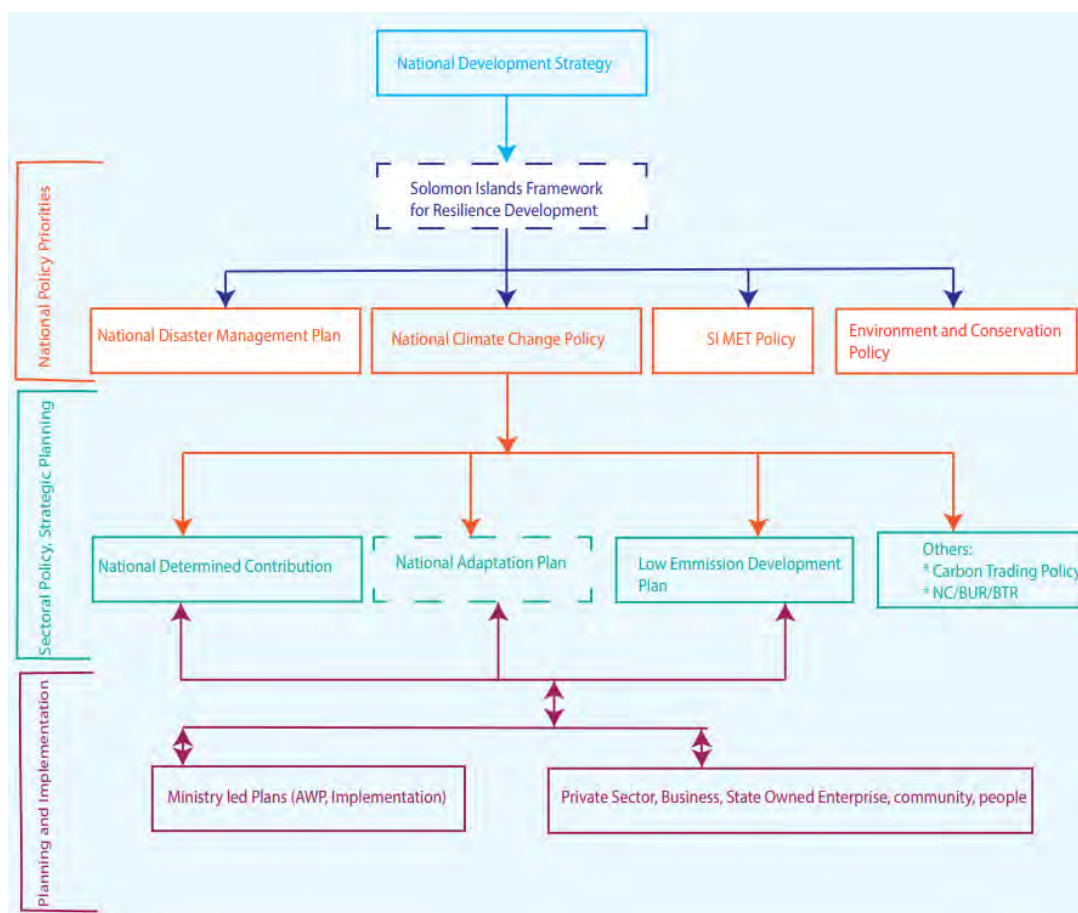 National Development Strategy
National Policy Priorities
Solomon Islands Framework
for Resilience Development
National Disaster Management Plan
National Climate Change Policy
SI MET Policy
Environment and Conservation
Policy
Sectoral Policy, Strategic Planning
National Determined Contribution
National Adaptation Plan
Low Emmission Development
Plan
Others:
* Carbon Trading Policy
* NC/BUR/BTR
Planning and Implementation
Ministry led Plans (AWP, Implementation)
Private Sector, Business, State Owned Enterprise, community, people